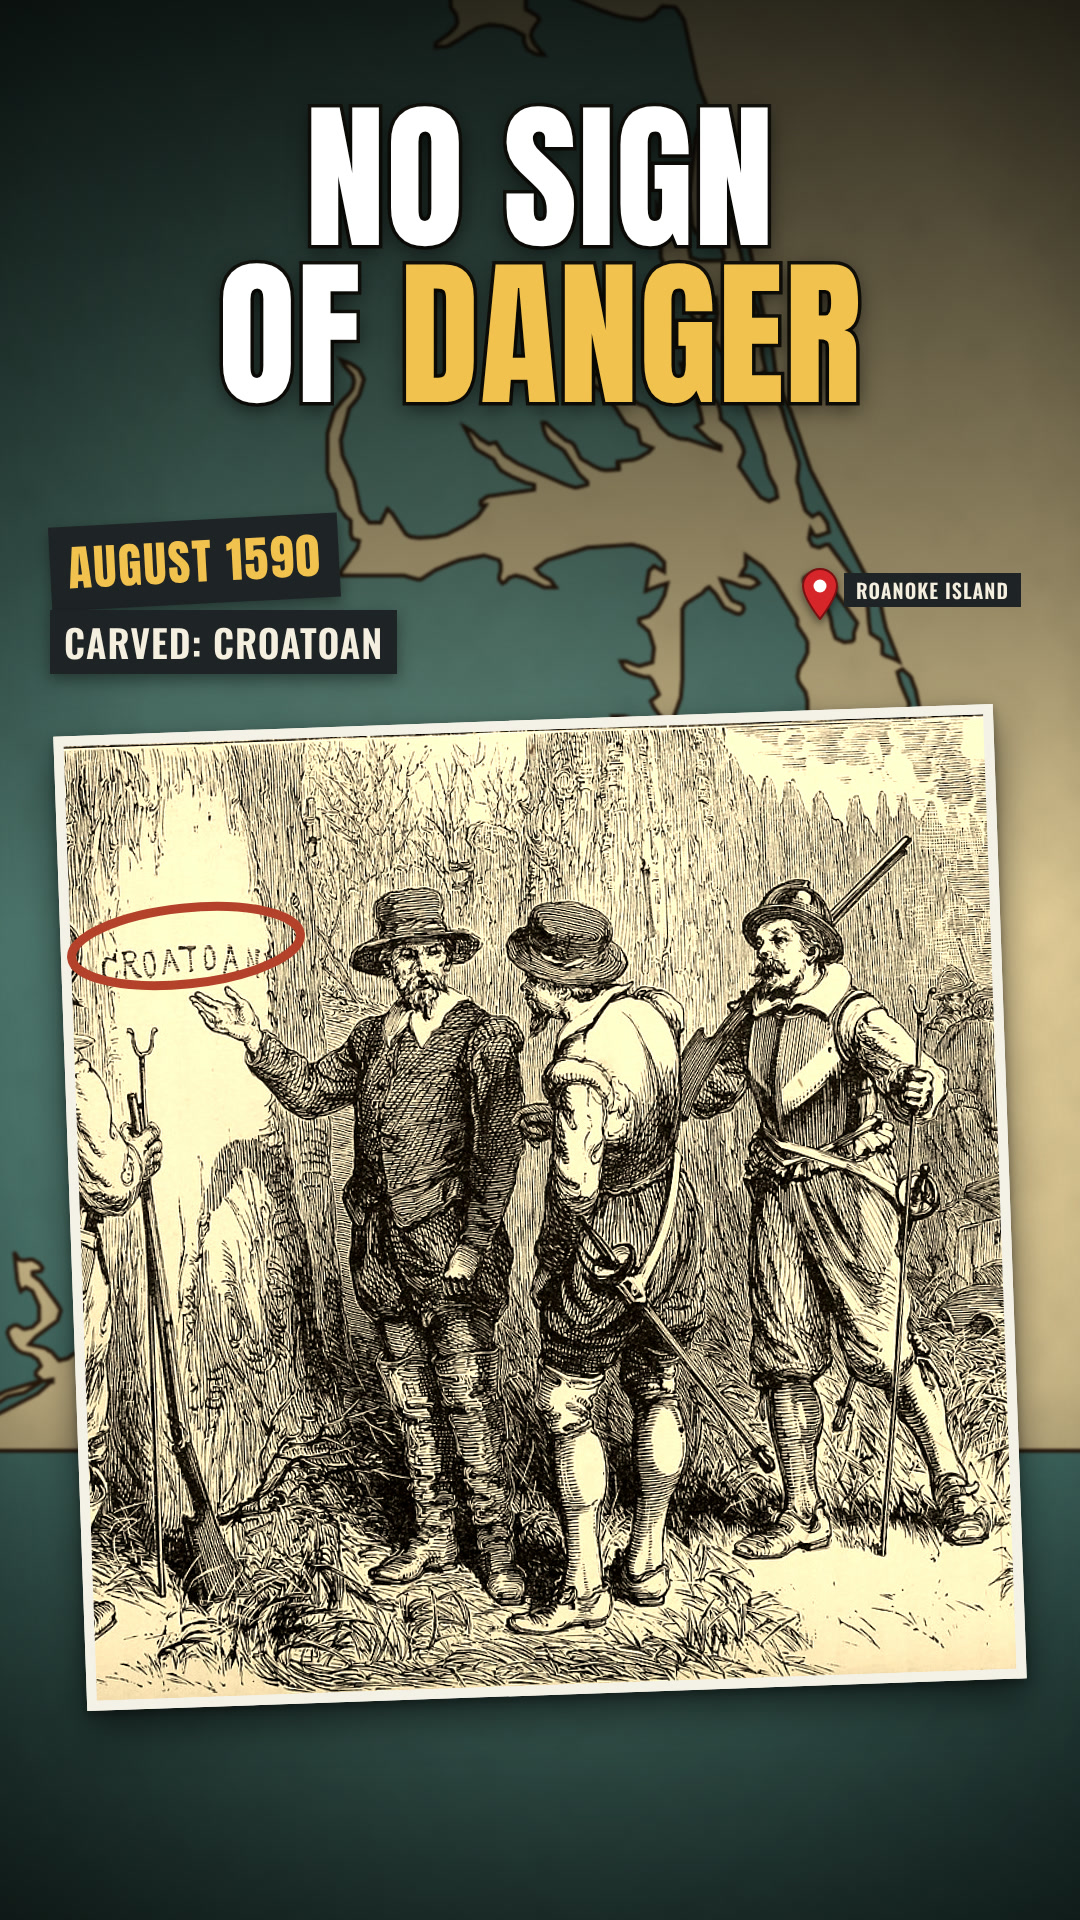 NO SIGN
OF DANGER
AUGUST 1590
CARVED: CROATOAN
ROANOKE ISLAND
CROATOAN